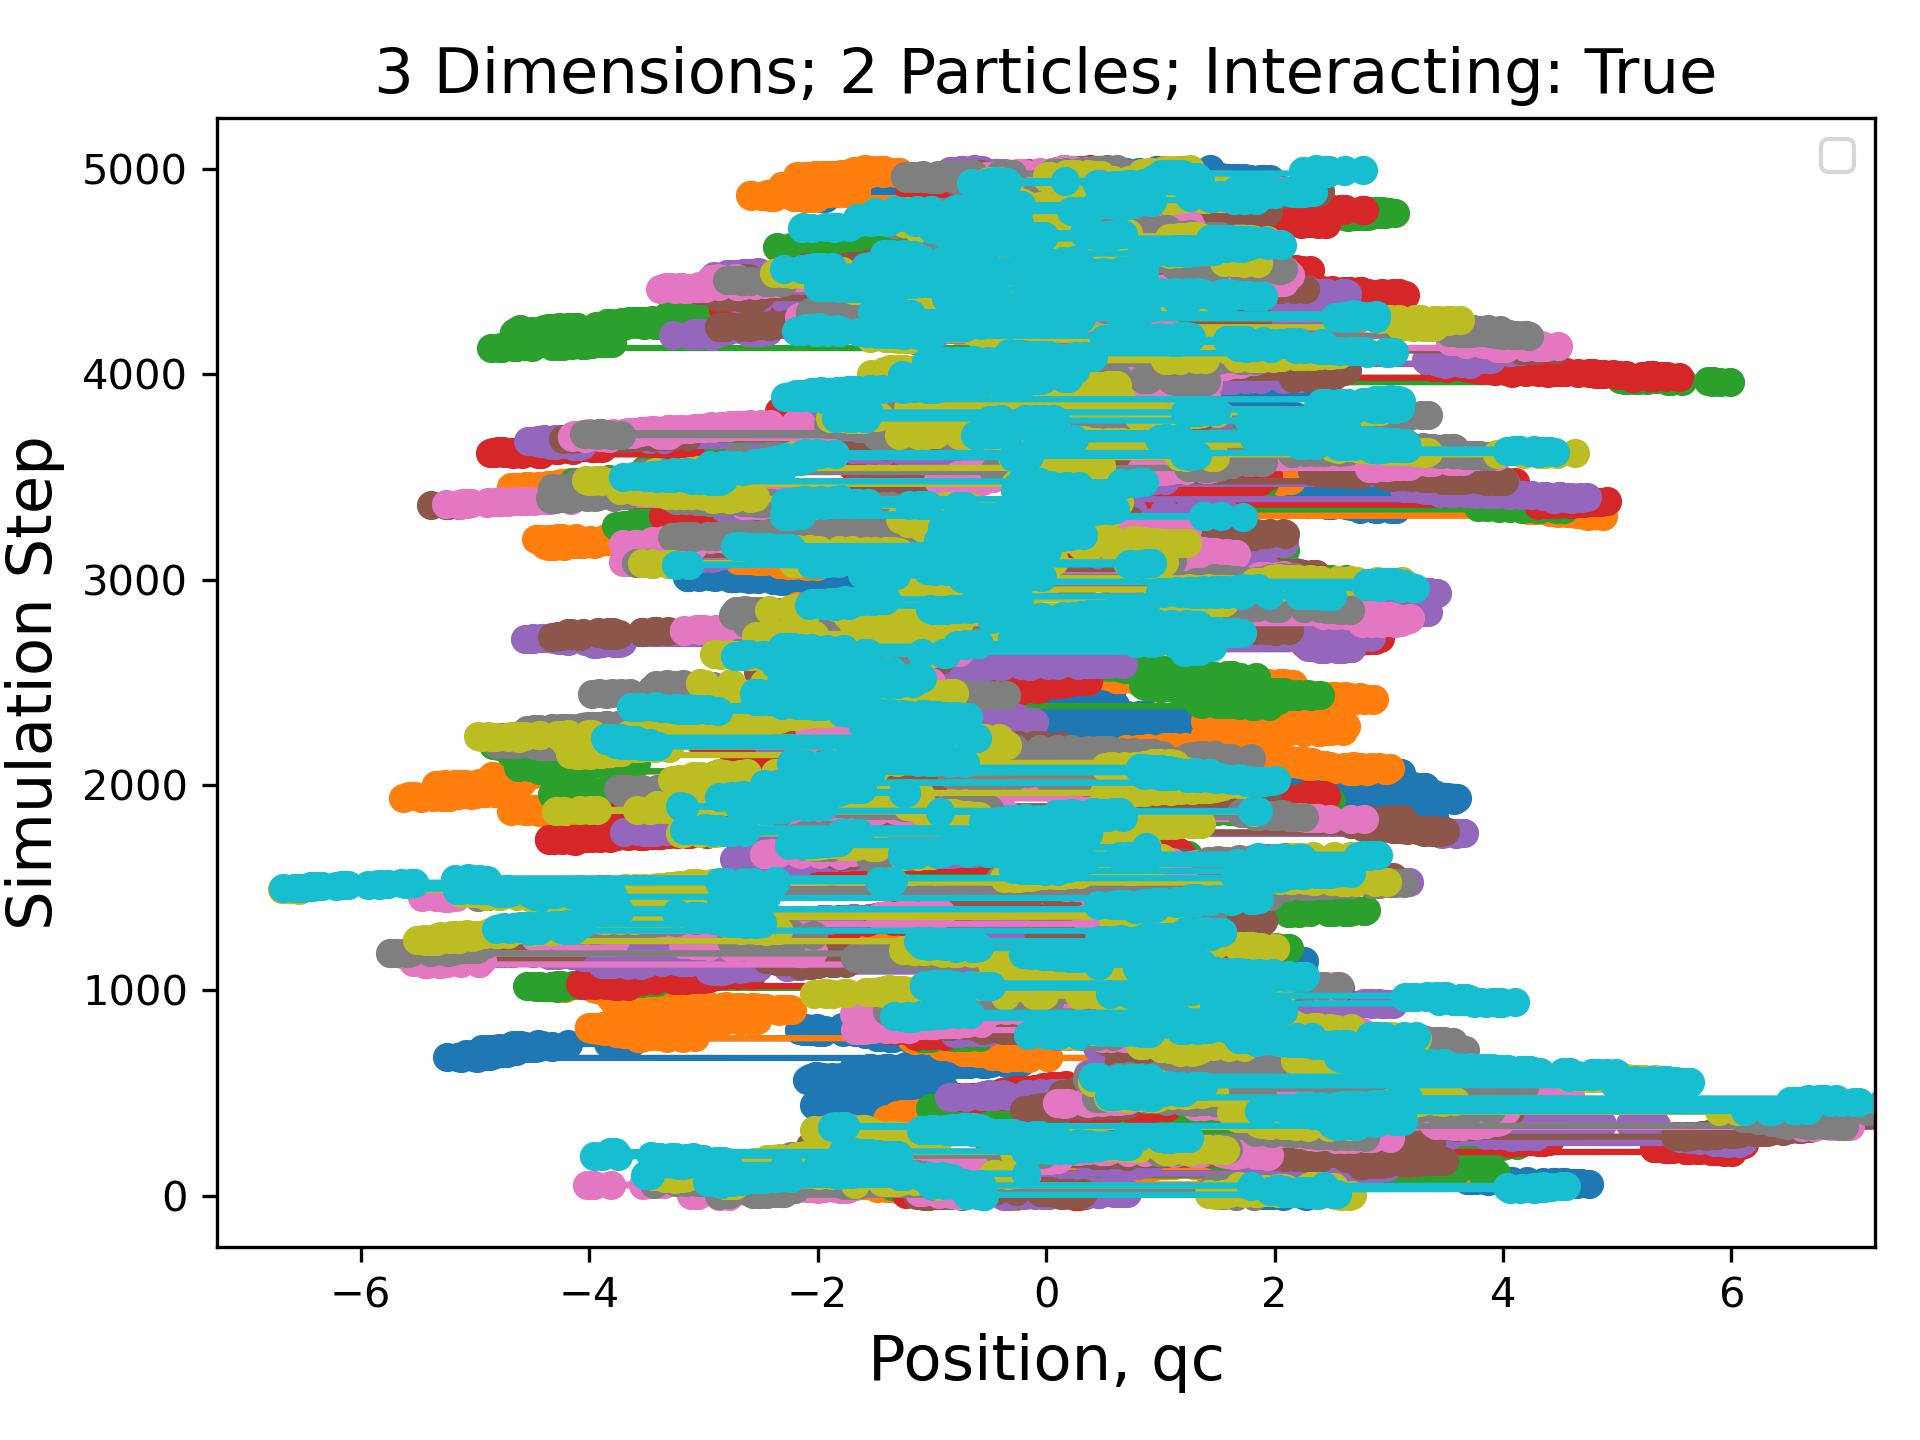 3 Dimensions; 2 Particles; Interacting: True
Simulation Step
5000
4000
3000
2000
1000
0
−6 −4 −2 0 2 4 6
Position, qc